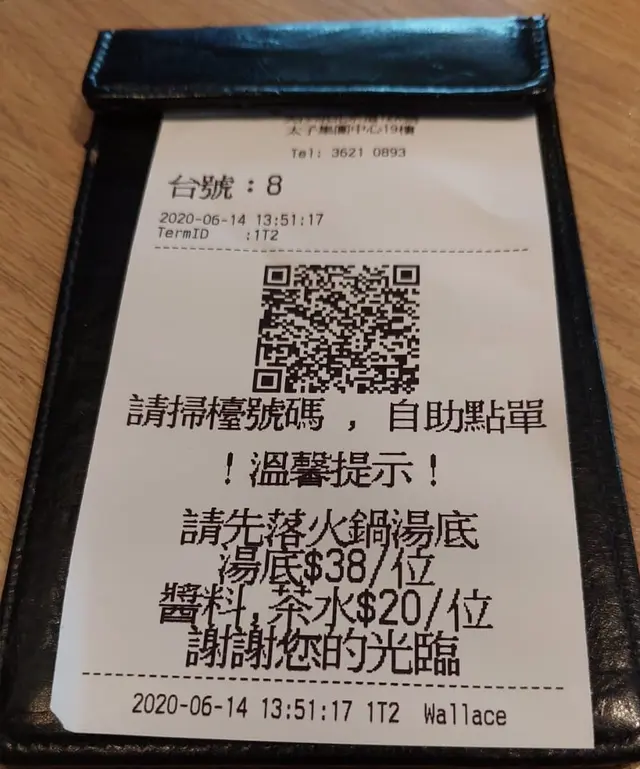 太子集團中心19樓
Tel: 3621 0893
台號：8
2020-06-14 13:51:17
TermID :1T2
請掃檯號碼 , 自助點單
！溫馨提示！
請先落火鍋湯底
湯底$38/位
醬料,茶水$20/位
謝謝您的光臨
2020-06-14 13:51:17 1T2 Wallace